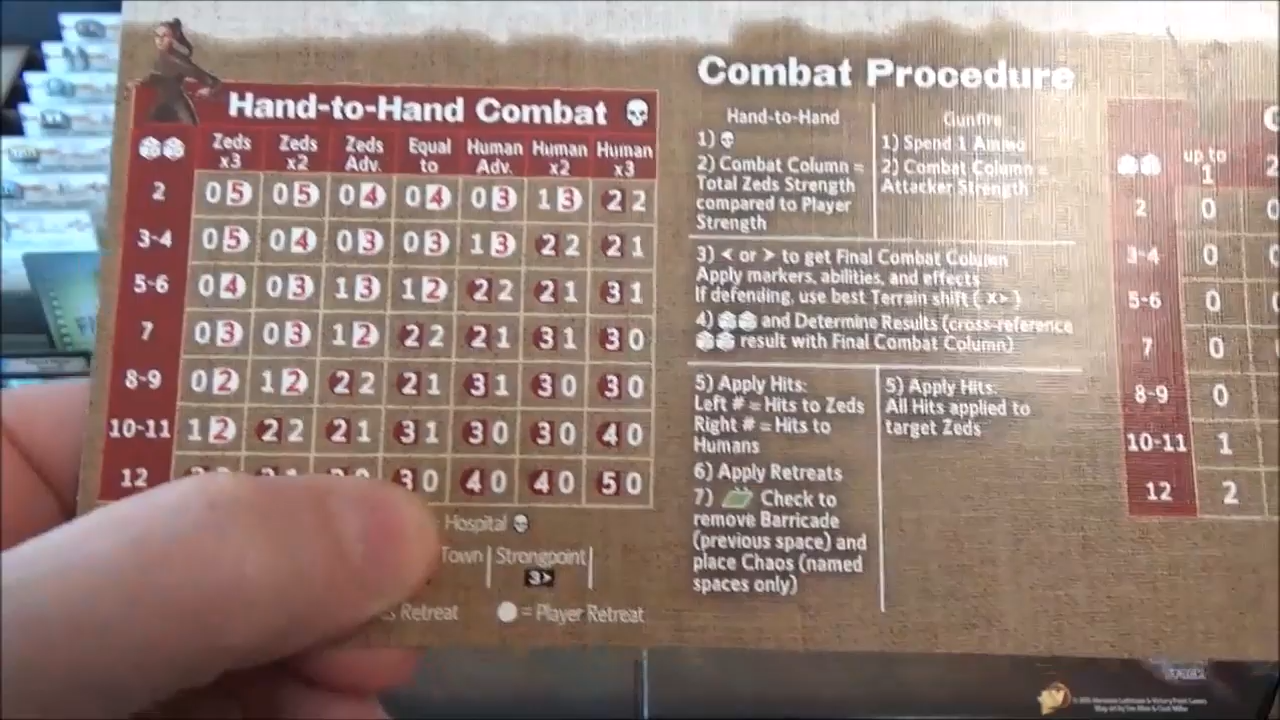 Hand-to-Hand Combat
Zeds x3 Zeds x2 Zeds Adv. Equal to Human Adv. Human x2 Human x3
2 0 5 0 5 0 4 0 4 0 3 1 3 2 2
3-4 0 5 0 4 0 3 0 3 1 3 2 2 2 1
5-6 0 4 0 3 1 3 1 2 2 2 2 1 3 1
7 0 3 0 3 1 2 2 2 2 1 3 1 3 0
8-9 0 2 1 2 2 2 2 1 3 1 3 0 3 0
10-11 1 2 2 2 2 1 3 1 3 0 3 0 4 0
12 3 0 4 0 4 0 5 0
Hospital
Town Strongpoint
3>
Retreat = Player Retreat
Combat Procedure
Hand-to-Hand
1)
2) Combat Column =
Total Zeds Strength
compared to Player
Strength
Gunfire
1) Spend 1 Ammo
2) Combat Column =
Attacker Strength
3) < or > to get Final Combat Column
Apply markers, abilities, and effects
If defending, use best Terrain shift ( X> )
4) and Determine Results (cross-reference
result with Final Combat Column)
5) Apply Hits:
Left # = Hits to Zeds
Right # = Hits to
Humans
6) Apply Retreats
7) Check to
remove Barricade
(previous space) and
place Chaos (named
spaces only)
5) Apply Hits:
All Hits applied to
target Zeds
up to
1
2 0
3-4 0
5-6 0
7 0
8-9 0
10-11 1
12 2